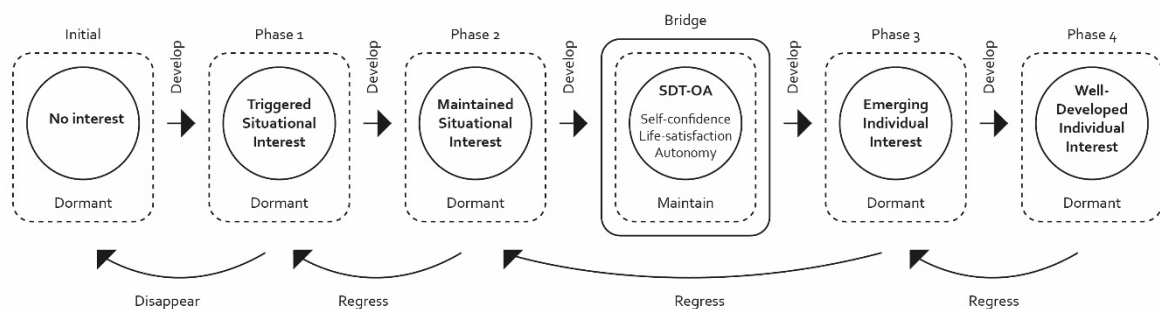 Initial
Phase 1
Phase 2
Bridge
Phase 3
Phase 4
Develop
Develop
Develop
Develop
Develop
No interest
Triggered
Situational
Interest
Maintained
Situational
Interest
SDT-OA
Self-confidence
Life-satisfaction
Autonomy
Emerging
Individual
Interest
Well-
Developed
Individual
Interest
Dormant
Dormant
Dormant
Maintain
Dormant
Dormant
Disappear
Regress
Regress
Regress